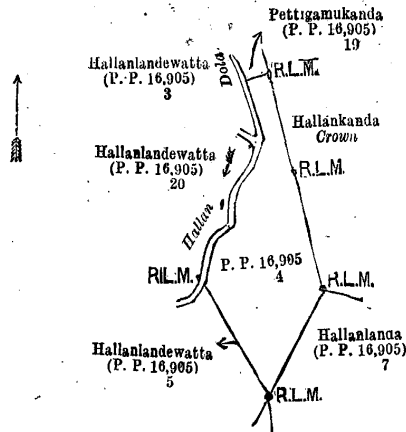 Pettigamukanda
(P. P. 16,905)
19
Hallanlandewatta
(P. P. 16,905)
3
Dola
R.L.M.
Hallankanda
Crown
Hallanlandewatta
(P. P. 16,905)
20
R.L.M.
Hallan
P. P. 16,905
4
R.L.M.
R.L.M.
Hallanlanda
(P. P. 16,905)
7
Hallanlandewatta
(P. P. 16,905)
5
R.L.M.